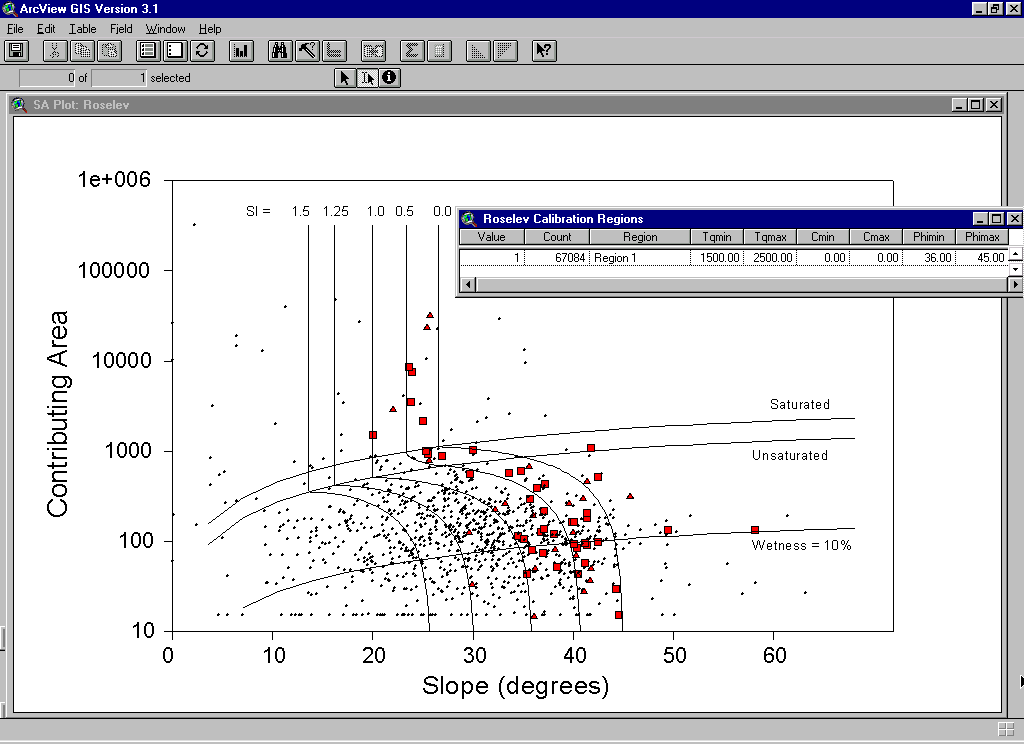 ArcView GIS Version 3.1
File Edit Table Field Window Help
0 of 1 selected
SA Plot: Roselev
1e+006
SI = 1.5 1.25 1.0 0.5 0.0
Roselev Calibration Regions
Value Count Region Tqmin Tqmax Cmin Cmax Phimin Phimax
1 67084 Region 1 1500.00 2500.00 0.00 0.00 36.00 45.00
100000
10000
1000
100
10
Contributing Area
Saturated
Unsaturated
Wetness = 10%
0 10 20 30 40 50 60
Slope (degrees)